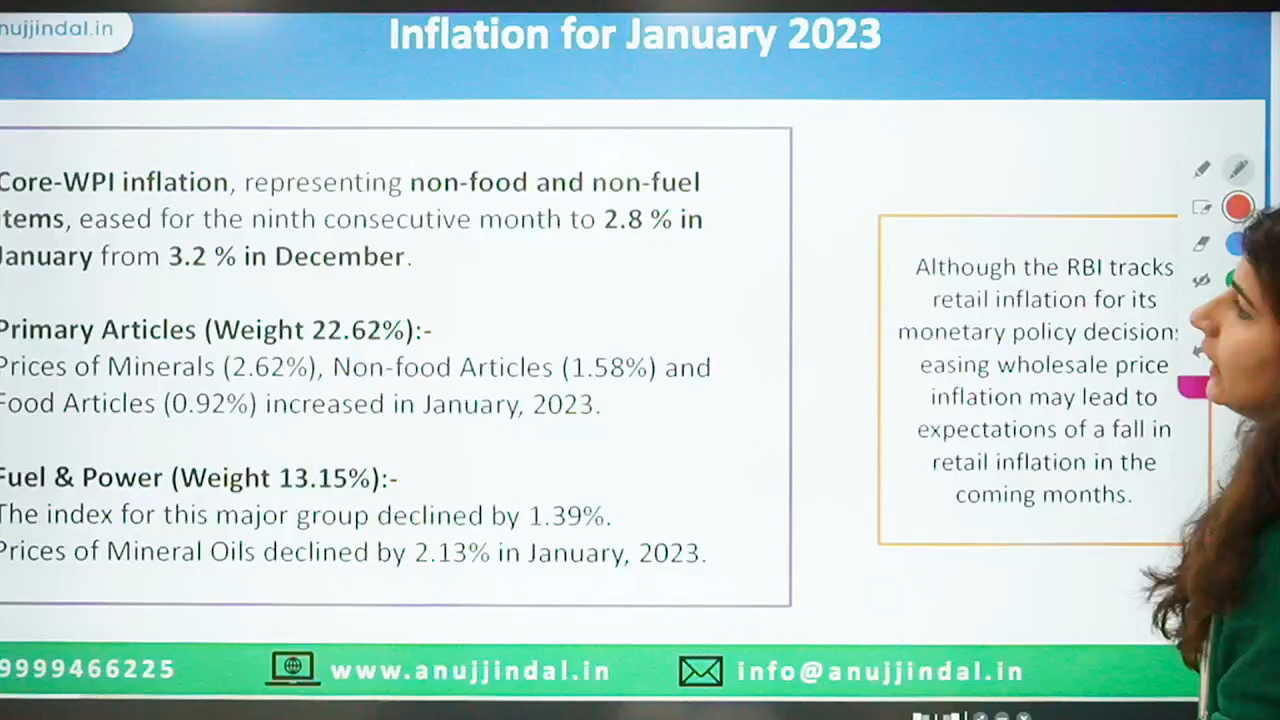 nujjindal.in
Inflation for January 2023
Core-WPI inflation, representing non-food and non-fuel
items, eased for the ninth consecutive month to 2.8 % in
January from 3.2 % in December.
Primary Articles (Weight 22.62%):-
Prices of Minerals (2.62%), Non-food Articles (1.58%) and
Food Articles (0.92%) increased in January, 2023.
Fuel & Power (Weight 13.15%):-
The index for this major group declined by 1.39%.
Prices of Mineral Oils declined by 2.13% in January, 2023.
Although the RBI tracks
retail inflation for its
monetary policy decisions
easing wholesale price
inflation may lead to
expectations of a fall in
retail inflation in the
coming months.
9999466225
www.anujjindal.in
info@anujjindal.in